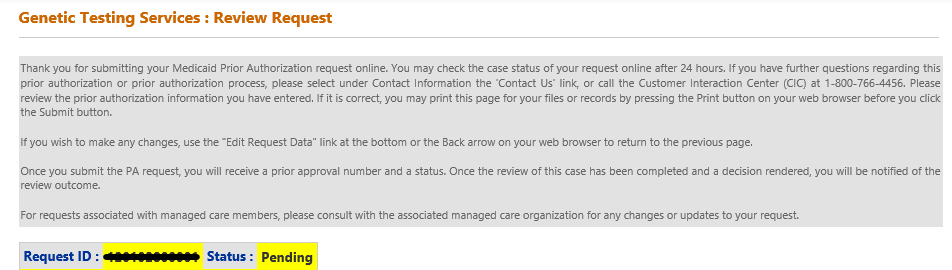 Genetic Testing Services : Review Request
Thank you for submitting your Medicaid Prior Authorization request online. You may check the case status of your request online after 24 hours. If you have further questions regarding this
prior authorization or prior authorization process, please select under Contact Information the 'Contact Us' link, or call the Customer Interaction Center (CIC) at 1-800-766-4456. Please
review the prior authorization information you have entered. If it is correct, you may print this page for your files or records by pressing the Print button on your web browser before you click
the Submit button.
If you wish to make any changes, use the "Edit Request Data" link at the bottom or the Back arrow on your web browser to return to the previous page.
Once you submit the PA request, you will receive a prior approval number and a status. Once the review of this case has been completed and a decision rendered, you will be notified of the
review outcome.
For requests associated with managed care members, please consult with the associated managed care organization for any changes or updates to your request.
Request ID : Status : Pending